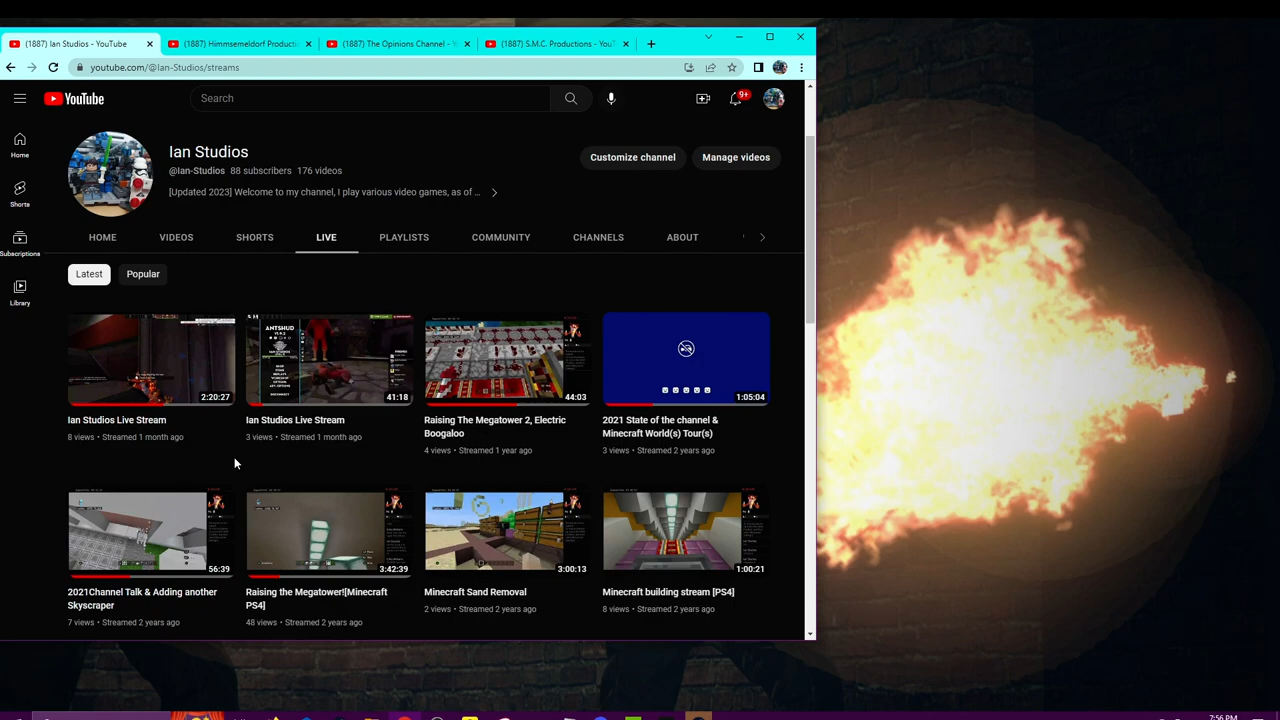 (1887) Ian Studios - YouTube
(1887) Himmsemeldorf Producti
(1887) The Opinions Channel - Y
(1887) S.M.C. Productions - YouT
youtube.com/@Ian-Studios/streams
YouTube
Search
9+
Home
Shorts
Subscriptions
Library
Ian Studios
@Ian-Studios 88 subscribers 176 videos
[Updated 2023] Welcome to my channel, I play various video games, as of ...
Customize channel
Manage videos
HOME VIDEOS SHORTS LIVE PLAYLISTS COMMUNITY CHANNELS ABOUT
Latest Popular
ANTSHUD
2:20:27
41:18
44:03
1:05:04
Ian Studios Live Stream
8 views • Streamed 1 month ago
Ian Studios Live Stream
3 views • Streamed 1 month ago
Raising The Megatower 2, Electric
Boogaloo
4 views • Streamed 1 year ago
2021 State of the channel &
Minecraft World(s) Tour(s)
3 views • Streamed 2 years ago
56:39
3:42:39
3:00:13
1:00:21
2021Channel Talk & Adding another
Skyscraper
7 views • Streamed 2 years ago
Raising the Megatower![Minecraft
PS4]
48 views • Streamed 2 years ago
Minecraft Sand Removal
2 views • Streamed 2 years ago
Minecraft building stream [PS4]
8 views • Streamed 2 years ago
7:56 PM